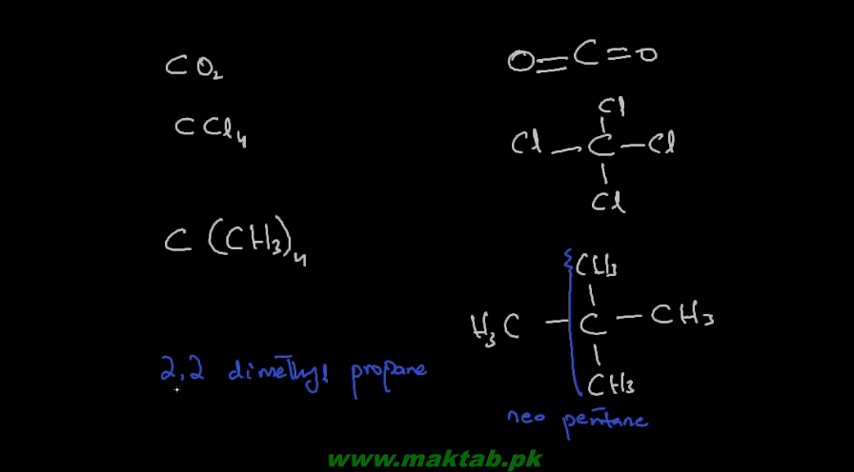 CO₂
O=C=O
CCl₄
Cl
Cl – C – Cl
Cl
C (CH₃)₄
CH₃
H₃C – C – CH₃
CH₃
2,2 dimethyl propane
neo pentane
www.maktab.pk